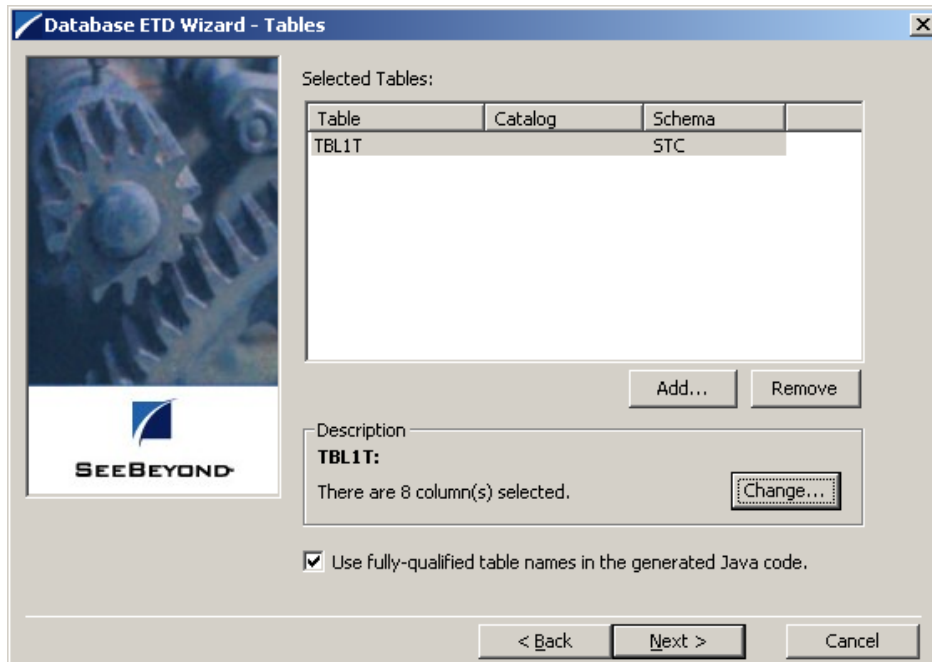 Database ETD Wizard - Tables
Selected Tables:
Table Catalog Schema
TBL1T STC
Add... Remove
Description
TBL1T:
There are 8 column(s) selected.
Change...
SEEBEYOND
Use fully-qualified table names in the generated Java code.
< Back Next > Cancel